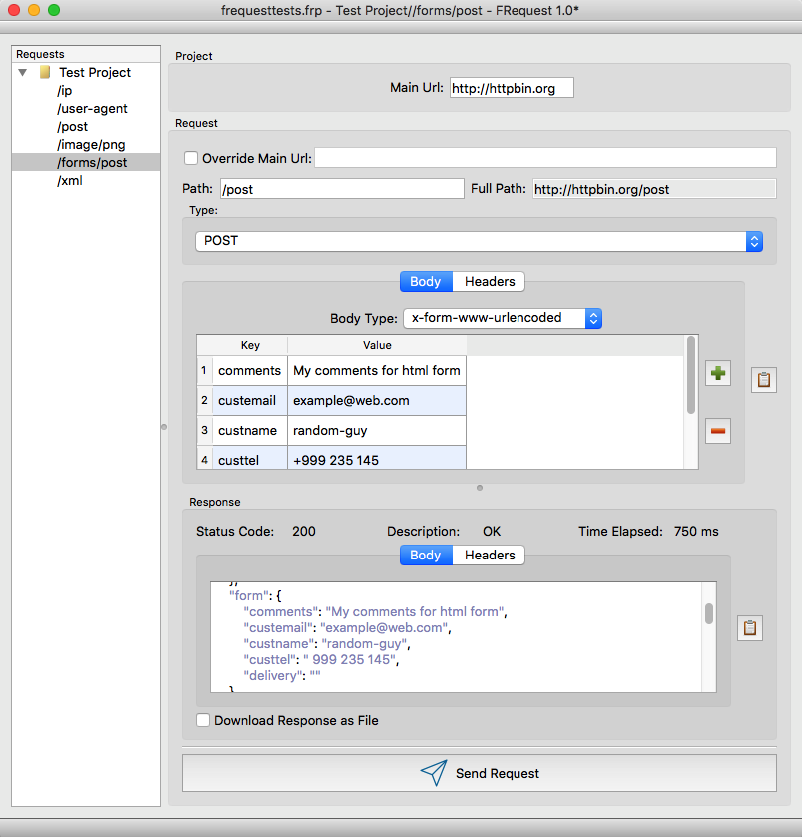 frequesttests.frp - Test Project//forms/post - FRequest 1.0*
Requests
Test Project
/ip
/user-agent
/post
/image/png
/forms/post
/xml
Project
Main Url: http://httpbin.org
Request
Override Main Url:
Path: /post Full Path: http://httpbin.org/post
Type:
POST
Body Headers
Body Type: x-form-www-urlencoded
Key Value
1 comments My comments for html form
2 custemail example@web.com
3 custname random-guy
4 custtel +999 235 145
Response
Status Code: 200 Description: OK Time Elapsed: 750 ms
Body Headers
},
"form": {
"comments": "My comments for html form",
"custemail": "example@web.com",
"custname": "random-guy",
"custtel": " 999 235 145",
"delivery": ""
}
Download Response as File
Send Request